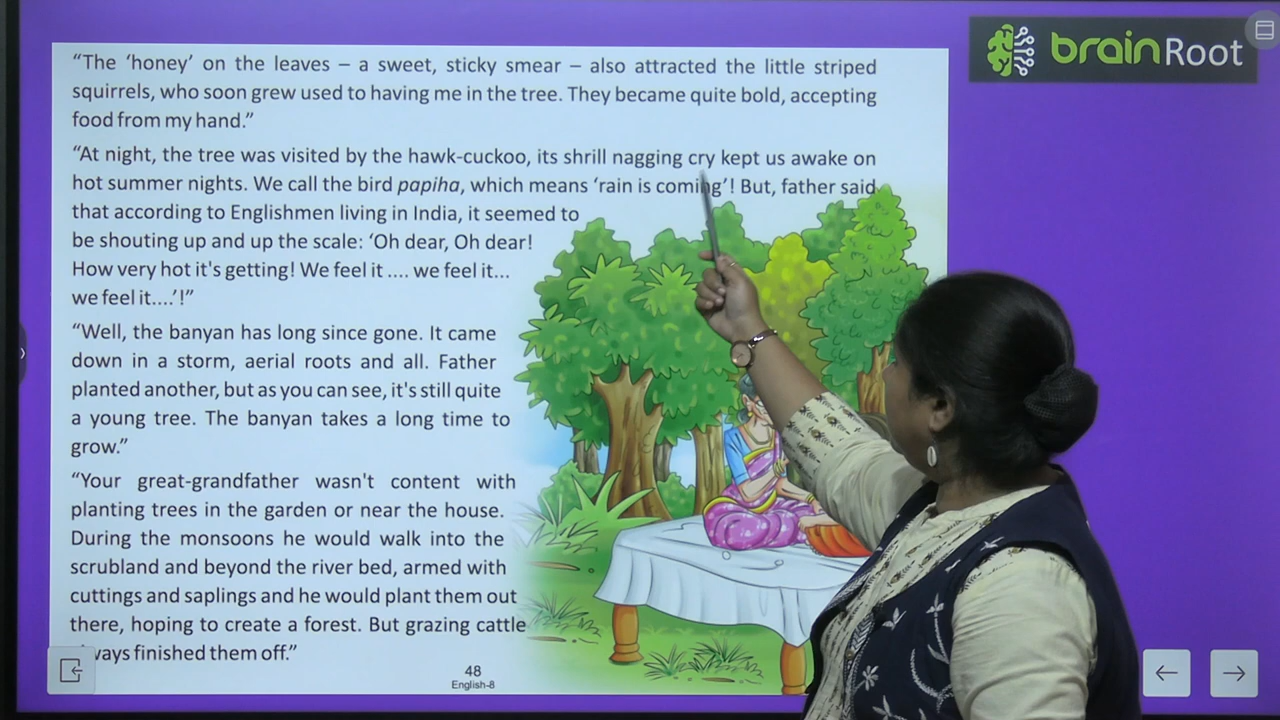 brainRoot
“The ‘honey’ on the leaves – a sweet, sticky smear – also attracted the little striped
squirrels, who soon grew used to having me in the tree. They became quite bold, accepting
food from my hand.”
“At night, the tree was visited by the hawk-cuckoo, its shrill nagging cry kept us awake on
hot summer nights. We call the bird papiha, which means ‘rain is coming’! But, father said
that according to Englishmen living in India, it seemed to
be shouting up and up the scale: ‘Oh dear, Oh dear!
How very hot it's getting! We feel it .... we feel it...
we feel it....’!”
“Well, the banyan has long since gone. It came
down in a storm, aerial roots and all. Father
planted another, but as you can see, it's still quite
a young tree. The banyan takes a long time to
grow.”
“Your great-grandfather wasn't content with
planting trees in the garden or near the house.
During the monsoons he would walk into the
scrubland and beyond the river bed, armed with
cuttings and saplings and he would plant them out
there, hoping to create a forest. But grazing cattle
finished them off.”
48
English-8